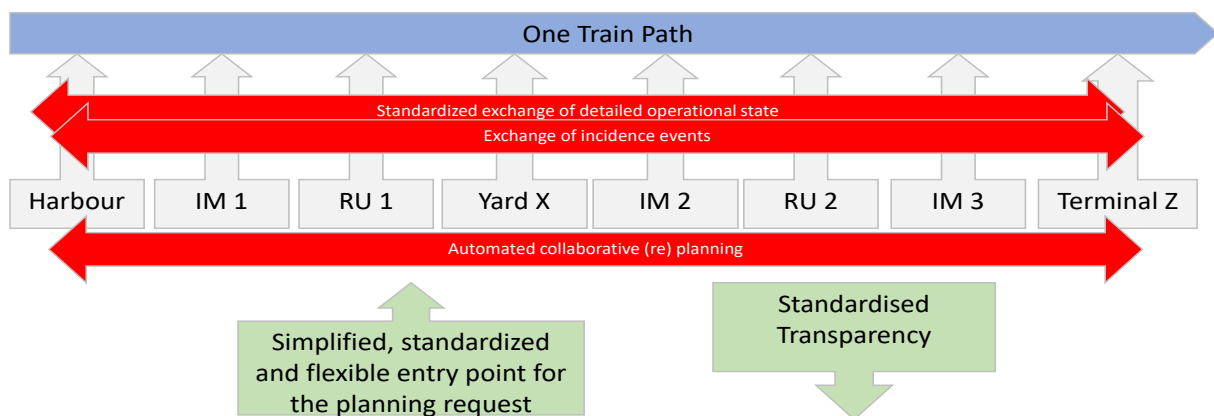 One Train Path
Standardized exchange of detailed operational state
Exchange of incidence events
Harbour
IM 1
RU 1
Yard X
IM 2
RU 2
IM 3
Terminal Z
Automated collaborative (re) planning
Simplified, standardized
and flexible entry point for
the planning request
Standardised
Transparency